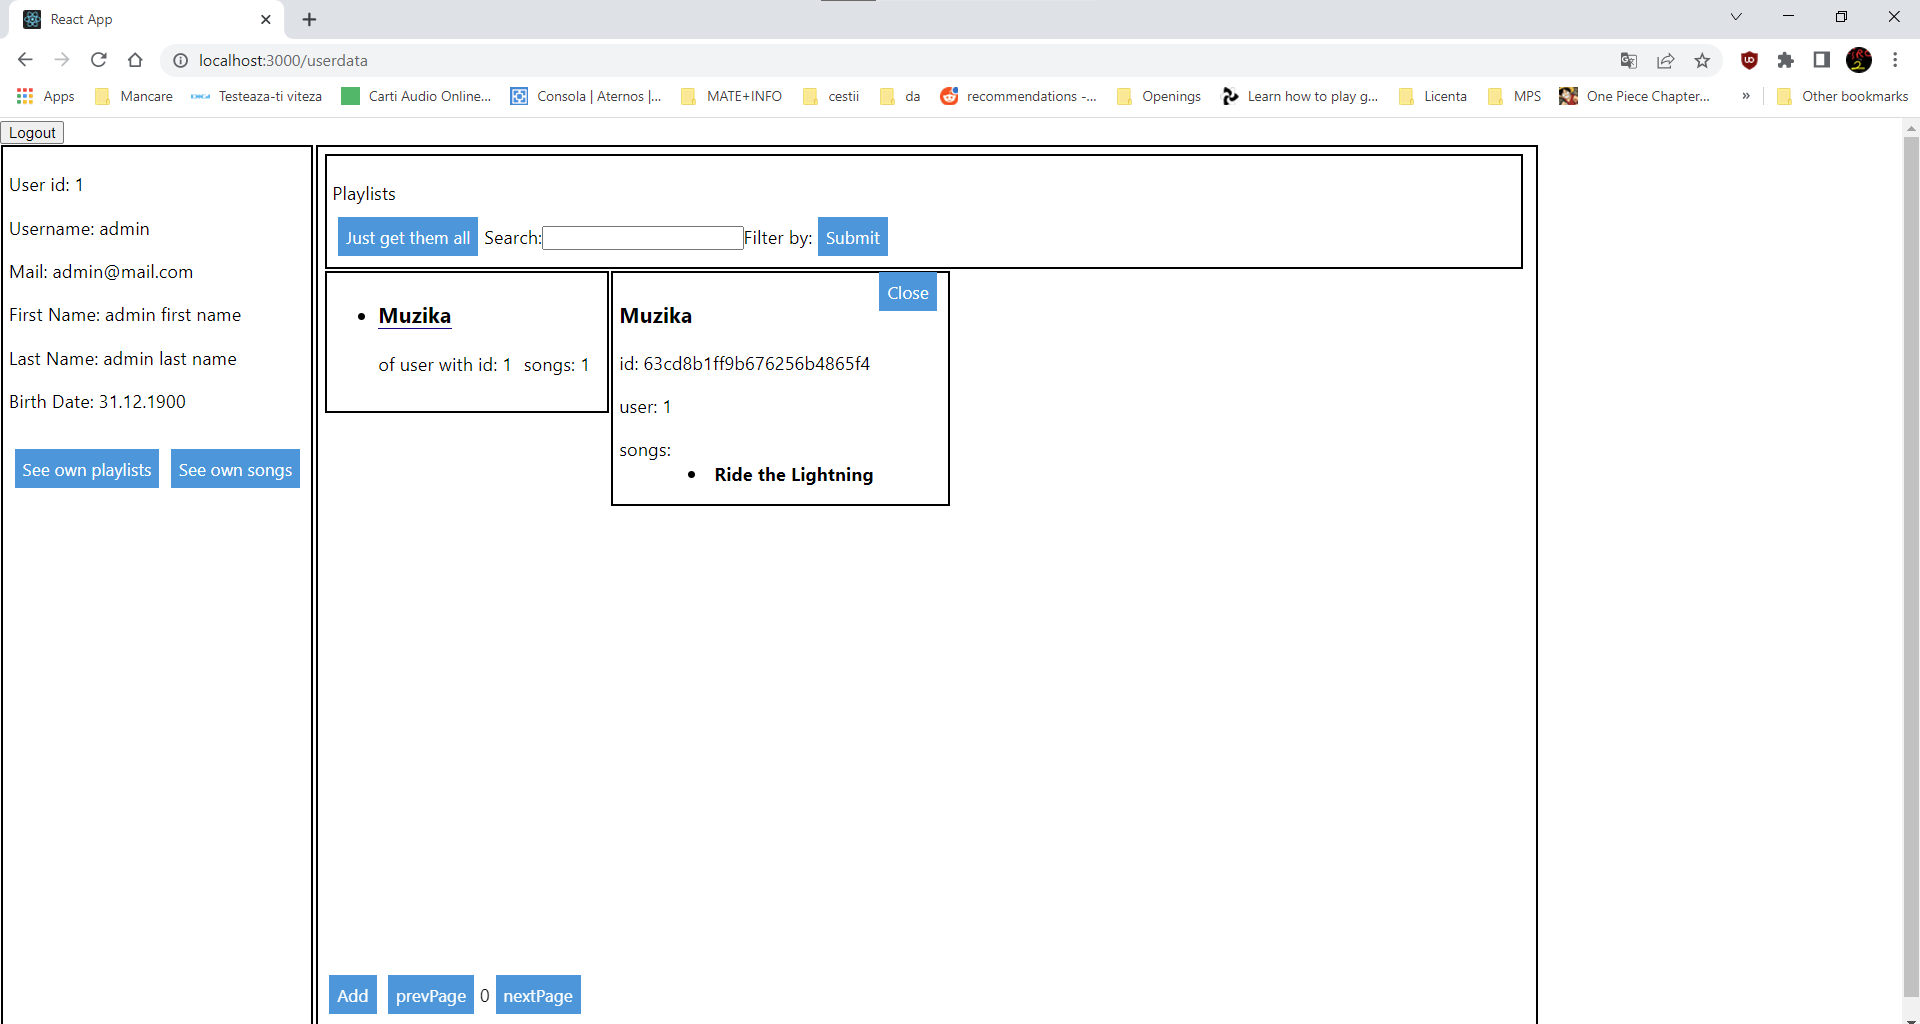 React App
localhost:3000/userdata
Apps
Mancare
Testeaza-ti viteza
Carti Audio Online...
Consola | Aternos |...
MATE+INFO
cestii
da
recommendations -...
Openings
Learn how to play g...
Licenta
MPS
One Piece Chapter...
»
Other bookmarks
Logout
User id: 1
Username: admin
Mail: admin@mail.com
First Name: admin first name
Last Name: admin last name
Birth Date: 31.12.1900
See own playlists
See own songs
Playlists
Just get them all Search: Filter by: Submit
Muzika
of user with id: 1 songs: 1
Close
Muzika
id: 63cd8b1ff9b676256b4865f4
user: 1
songs:
Ride the Lightning
Add prevPage 0 nextPage